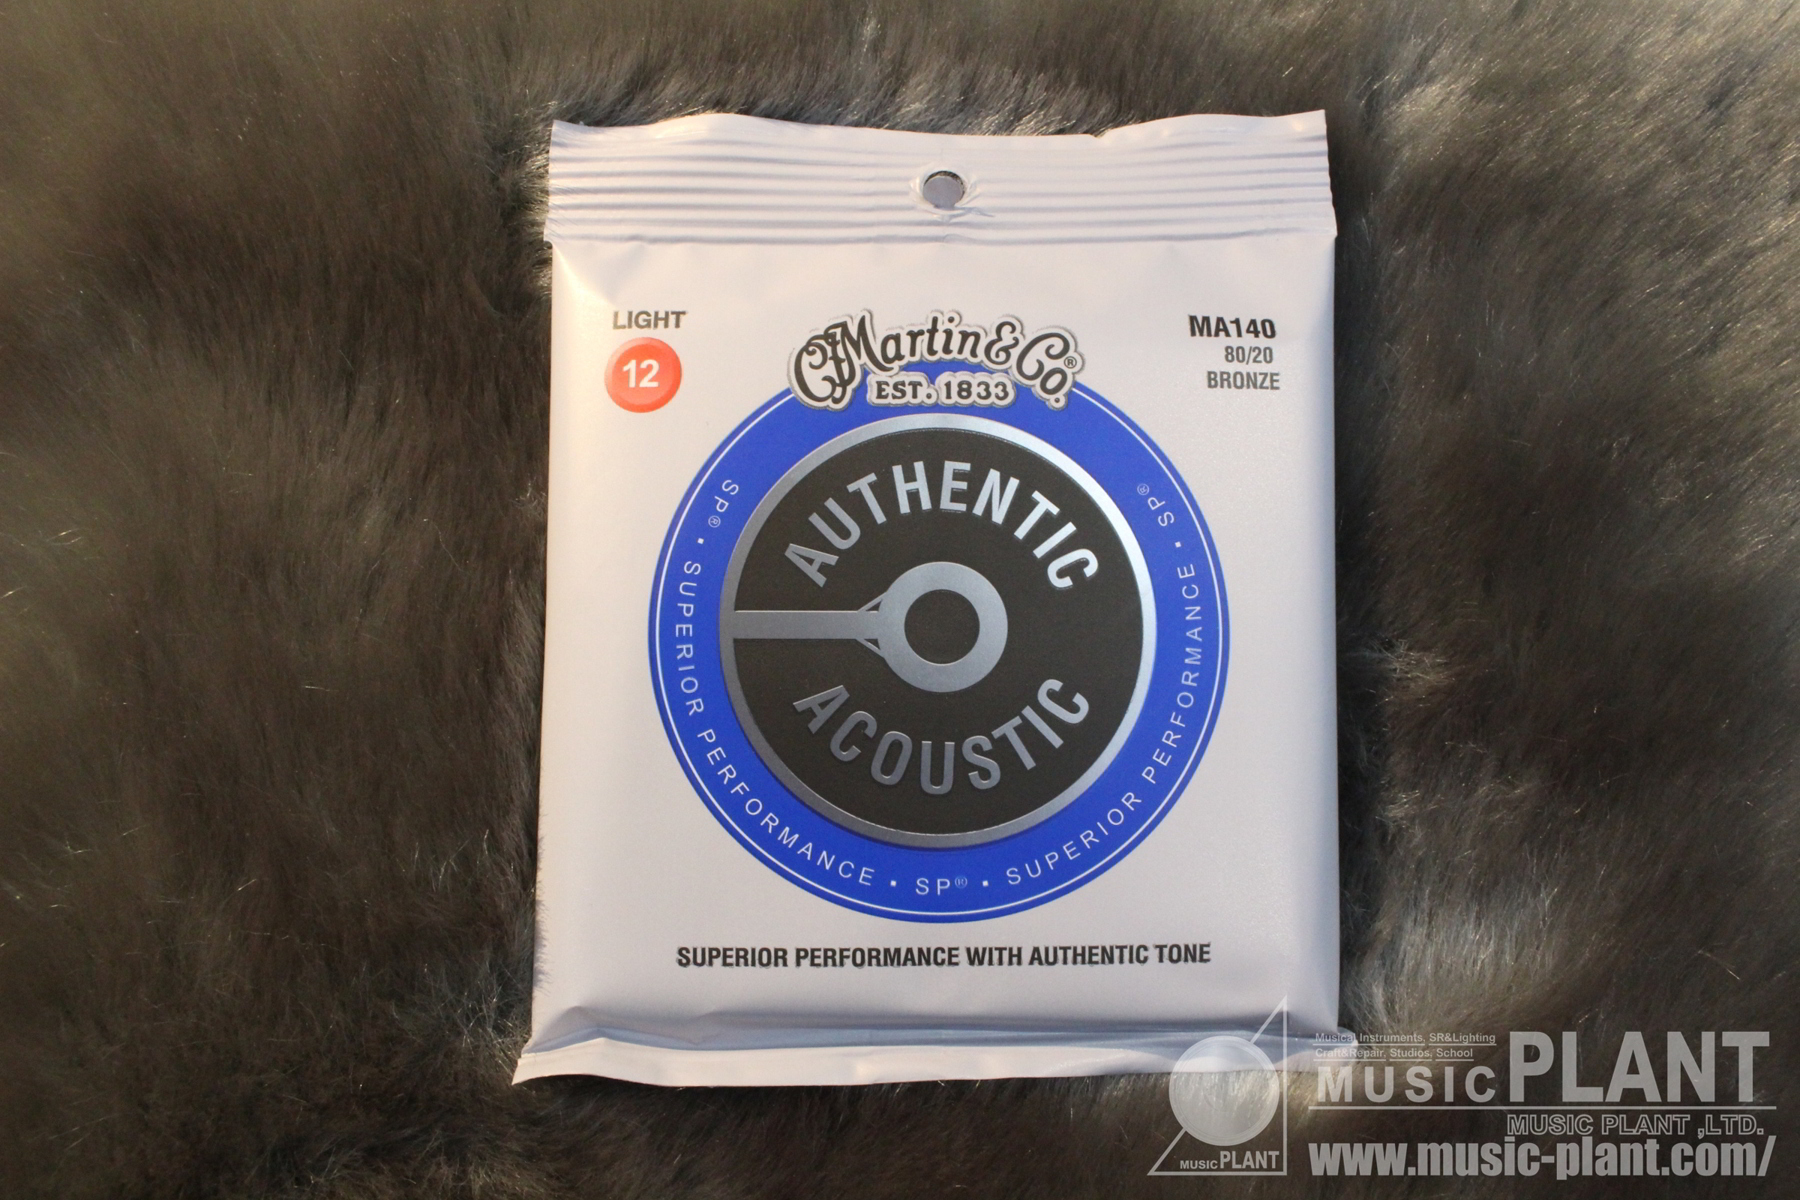 LIGHT
12
C.F. Martin & Co.®
EST. 1833
MA140
80/20
BRONZE
AUTHENTIC
ACOUSTIC
SP® · SUPERIOR PERFORMANCE · SP® · SUPERIOR PERFORMANCE · SP®
SUPERIOR PERFORMANCE WITH AUTHENTIC TONE
Musical Instruments, SR&Lighting
Craft&Repair, Studios, School
MUSIC PLANT
MUSIC PLANT ,LTD.
MUSIC PLANT
www.music-plant.com/